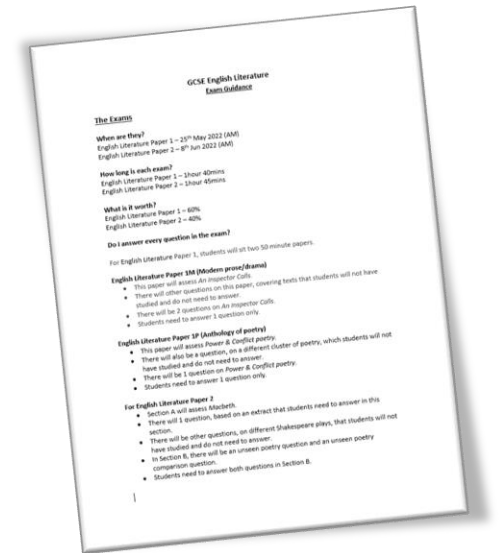 GCSE English Literature
Exam Guidance
The Exams
When are they?
English Literature Paper 1 – 25th May 2022 (AM)
English Literature Paper 2 – 8th Jun 2022 (AM)
How long is each exam?
English Literature Paper 1 – 1hour 40mins
English Literature Paper 2 – 1hour 45mins
What is it worth?
English Literature Paper 1 – 60%
English Literature Paper 2 – 40%
Do I answer every question in the exam?
For English Literature Paper 1, students will sit two 50 minute papers.
English Literature Paper 1M (Modern prose/drama)
• This paper will assess An Inspector Calls.
• There will other questions on this paper, covering texts that students will not have
studied and do not need to answer.
• There will be 2 questions on An Inspector Calls.
• Students need to answer 1 question only.
English Literature Paper 1P (Anthology of poetry)
• This paper will assess Power & Conflict poetry.
• There will also be a question, on a different cluster of poetry, which students will not
have studied and do not need to answer.
• There will be 1 question on Power & Conflict poetry.
• Students need to answer 1 question only.
For English Literature Paper 2
• Section A will assess Macbeth.
• There will 1 question, based on an extract that students need to answer in this
section.
• There will be other questions, on different Shakespeare plays, that students will not
have studied and do not need to answer.
• In Section B, there will be an unseen poetry question and an unseen poetry
comparison question.
• Students need to answer both questions in Section B.